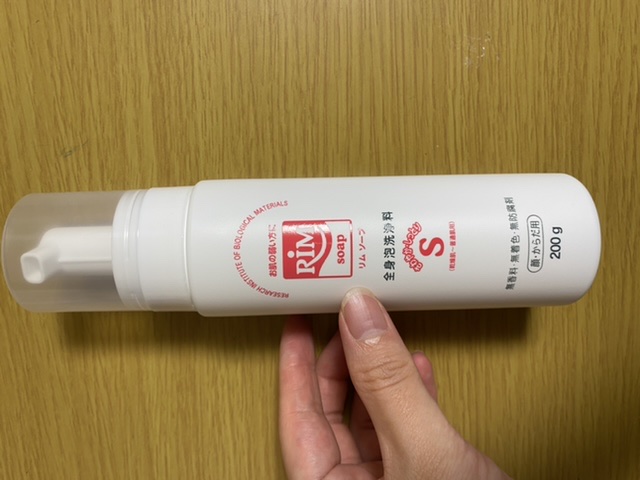 RESEARCH INSTITUTE OF BIOLOGICAL MATERIALS
お肌の弱い方に
RIM
soap
リム ソープ
全身泡洗浄料
S
(乾燥肌〜普通肌用)
無香料・無着色・無防腐剤
顔・からだ用
200g